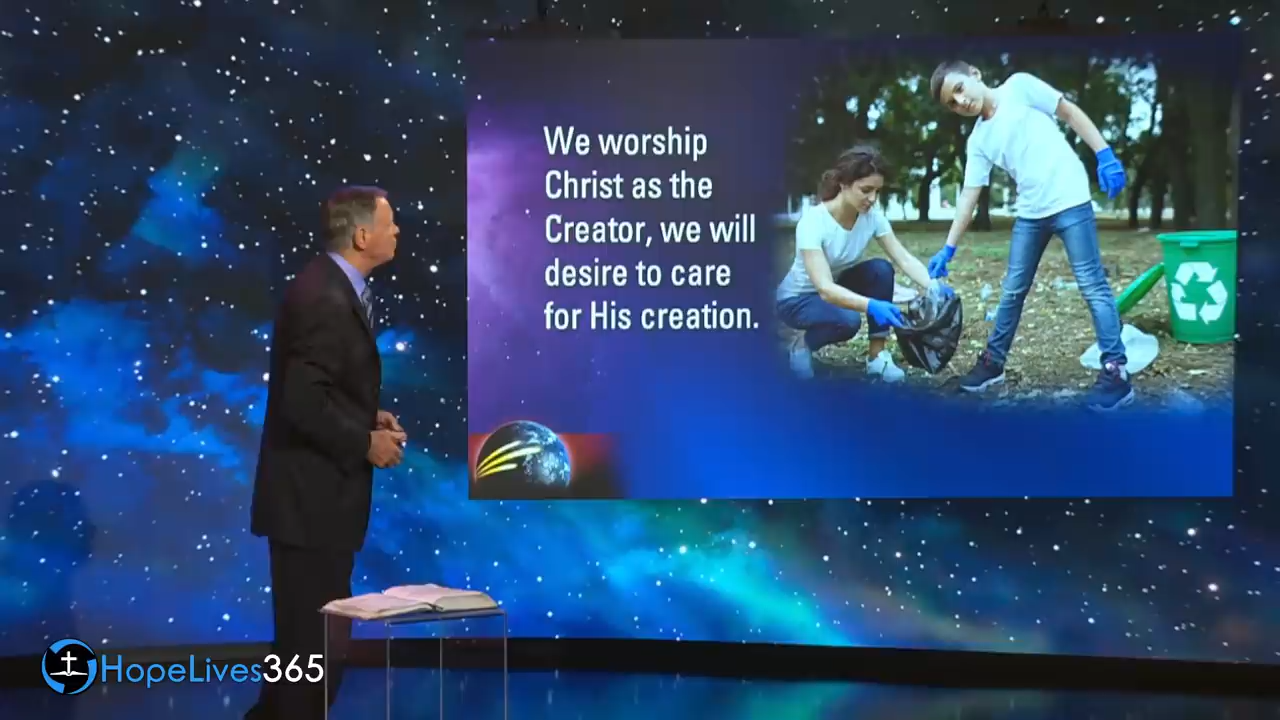 We worship
Christ as the
Creator, we will
desire to care
for His creation.
HopeLives365